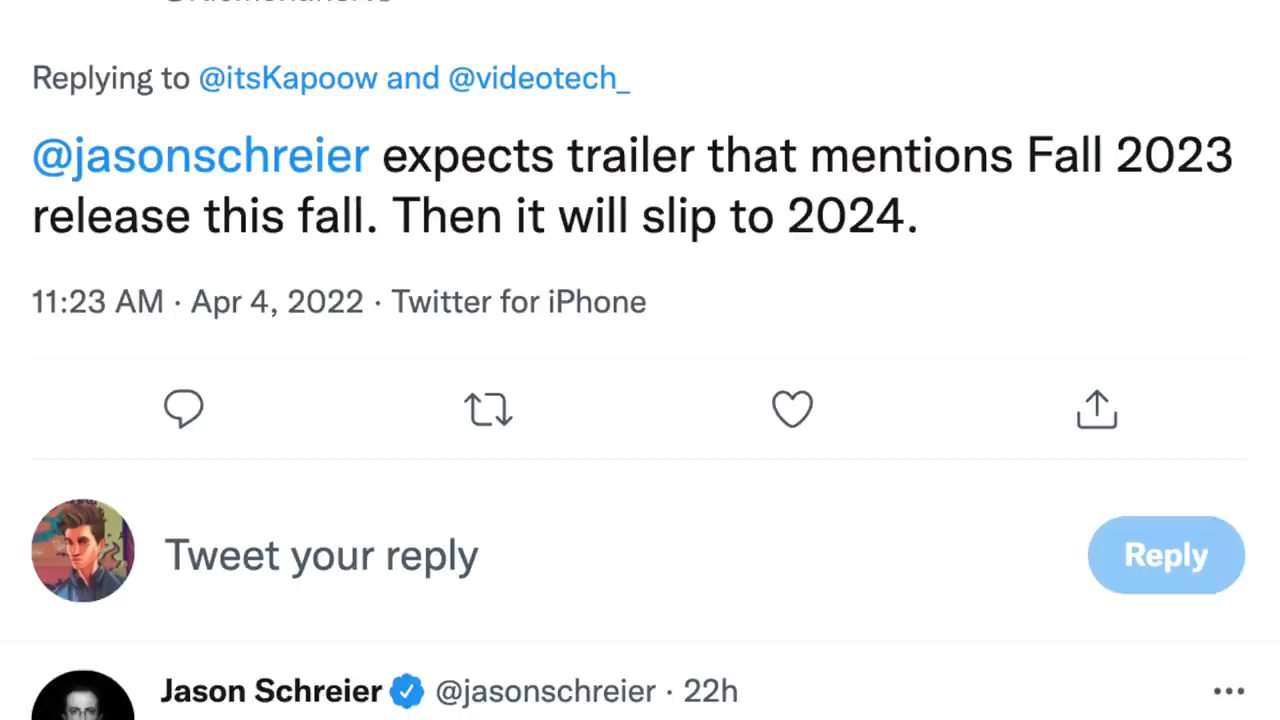 Replying to @itsKapoow and @videotech_
@jasonschreier expects trailer that mentions Fall 2023
release this fall. Then it will slip to 2024.
11:23 AM · Apr 4, 2022 · Twitter for iPhone
Tweet your reply
Reply
Jason Schreier @jasonschreier · 22h